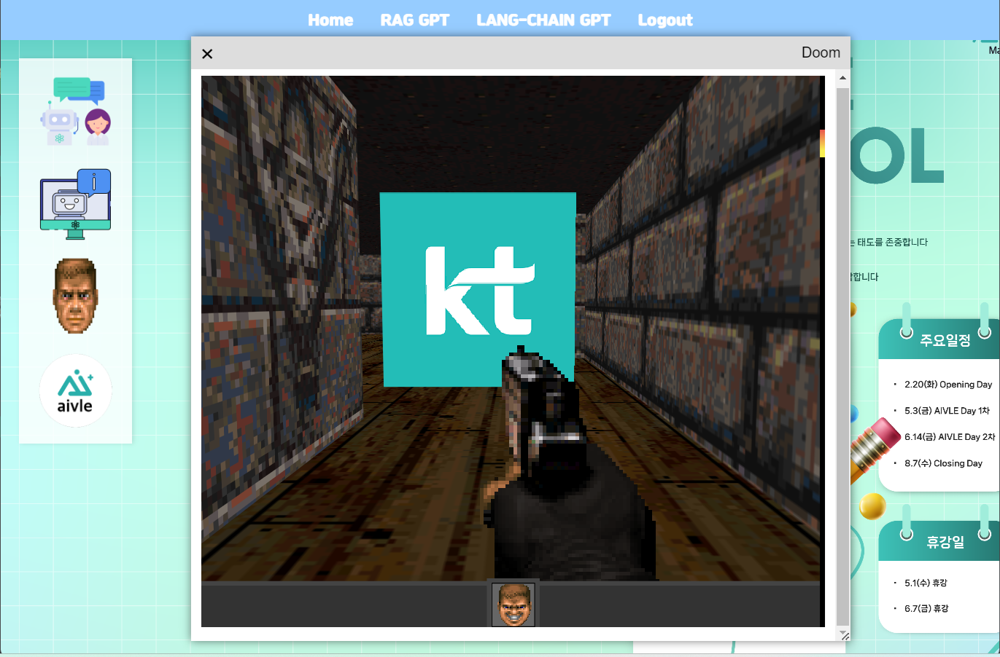 Home RAG GPT LANG-CHAIN GPT Logout
Doom
kt
i
aivle
OL
는 태도를 존중합니다
합니다
주요일정
· 2.20(화) Opening Day
· 5.3(금) AIVLE Day 1차
· 6.14(금) AIVLE Day 2차
· 8.7(수) Closing Day
휴강일
· 5.1(수) 휴강
· 6.7(금) 휴강